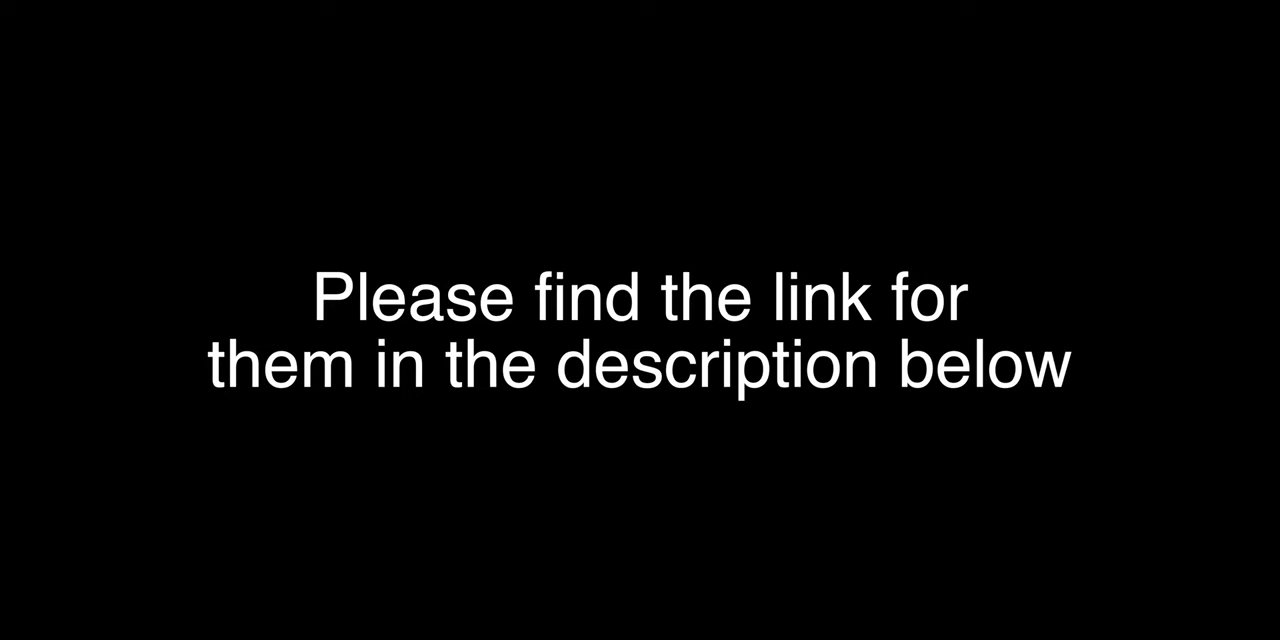 Please find the link for
them in the description below